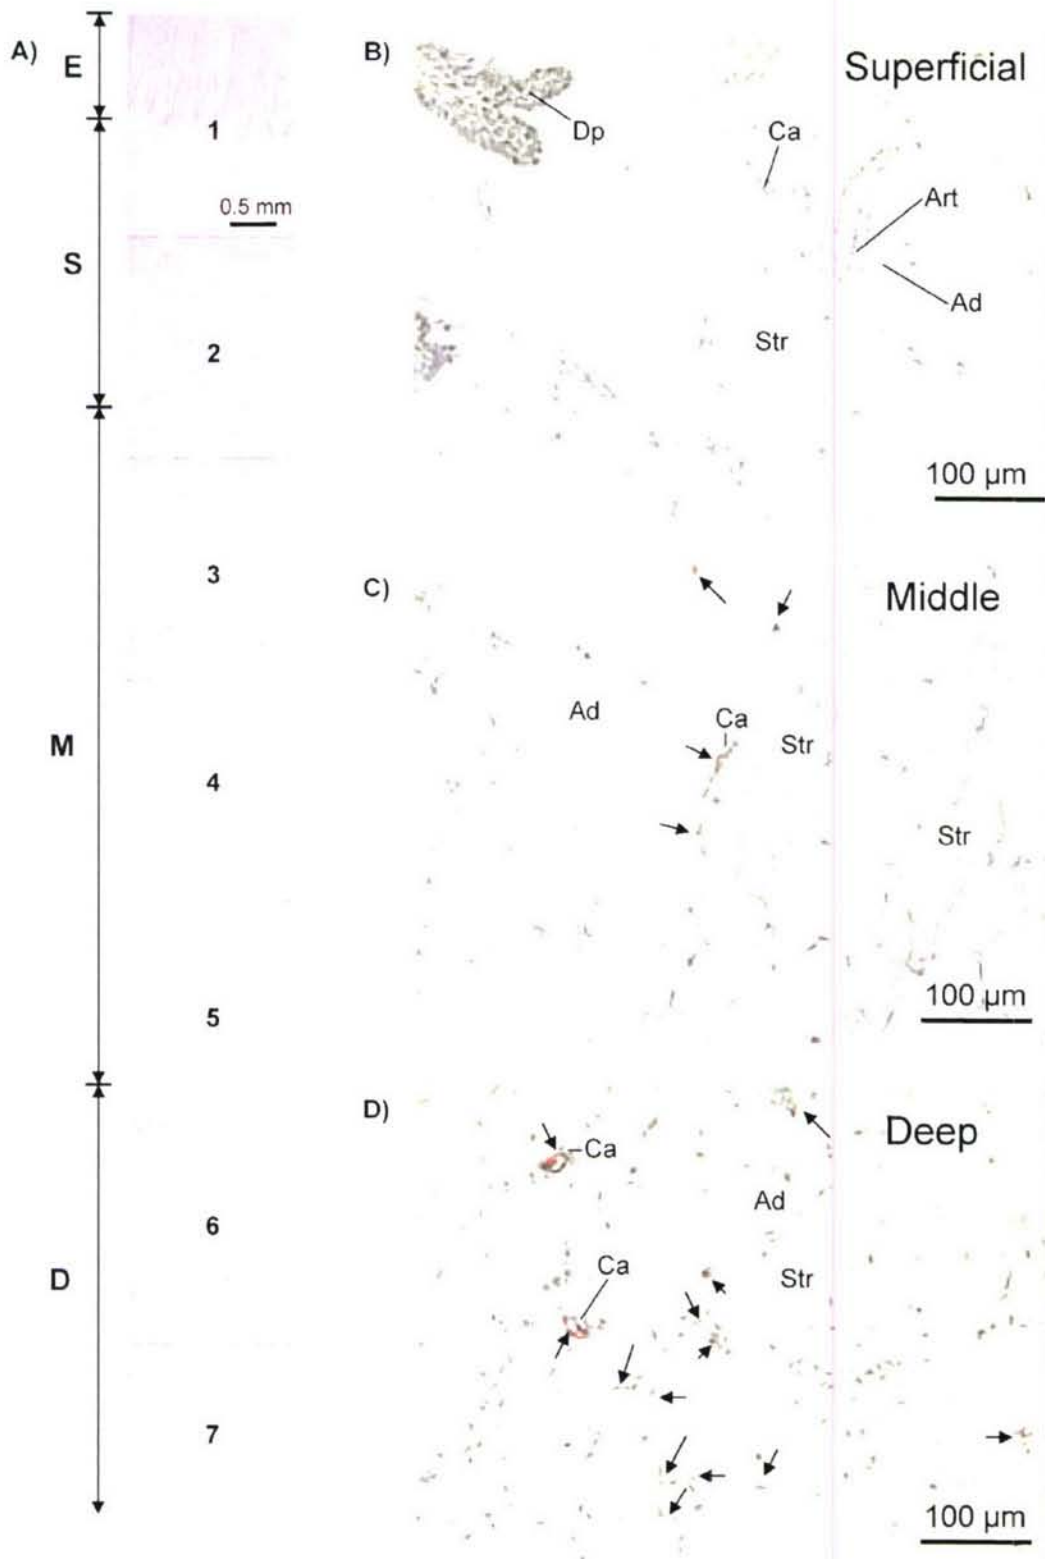 A)
E
1
0.5 mm
S
2
3
M
4
5
6
D
7
B)
Superficial
Dp
Ca
Art
Ad
Str
100 µm
C)
Middle
Ad
Ca
Str
Str
100 µm
D)
Deep
Ca
Ad
Ca
Str
100 µm